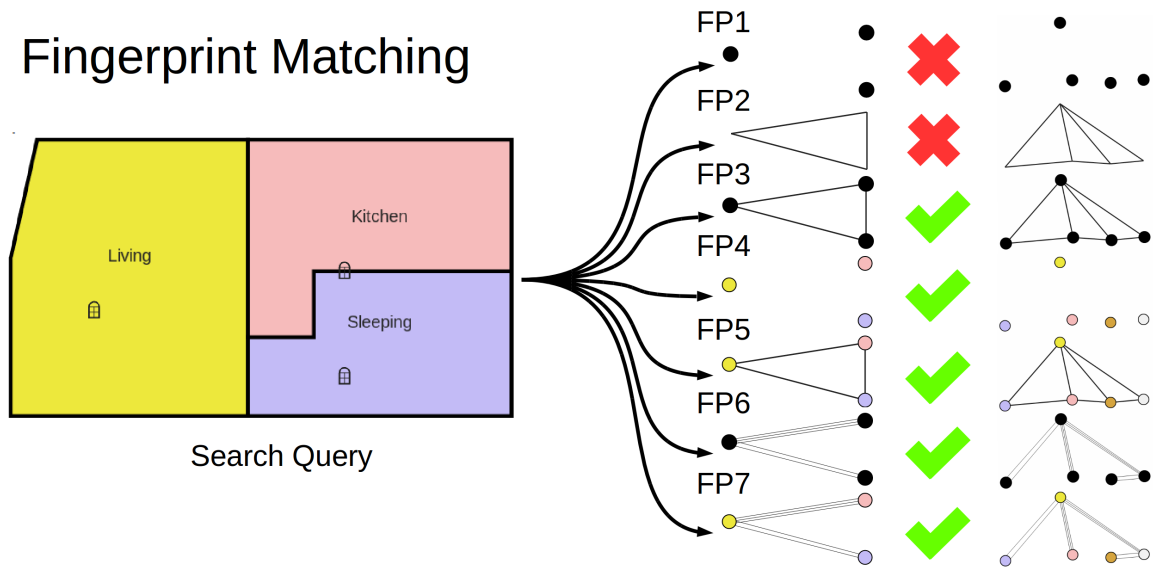 Fingerprint Matching
Living
Kitchen
Sleeping
Search Query
FP1
FP2
FP3
FP4
FP5
FP6
FP7